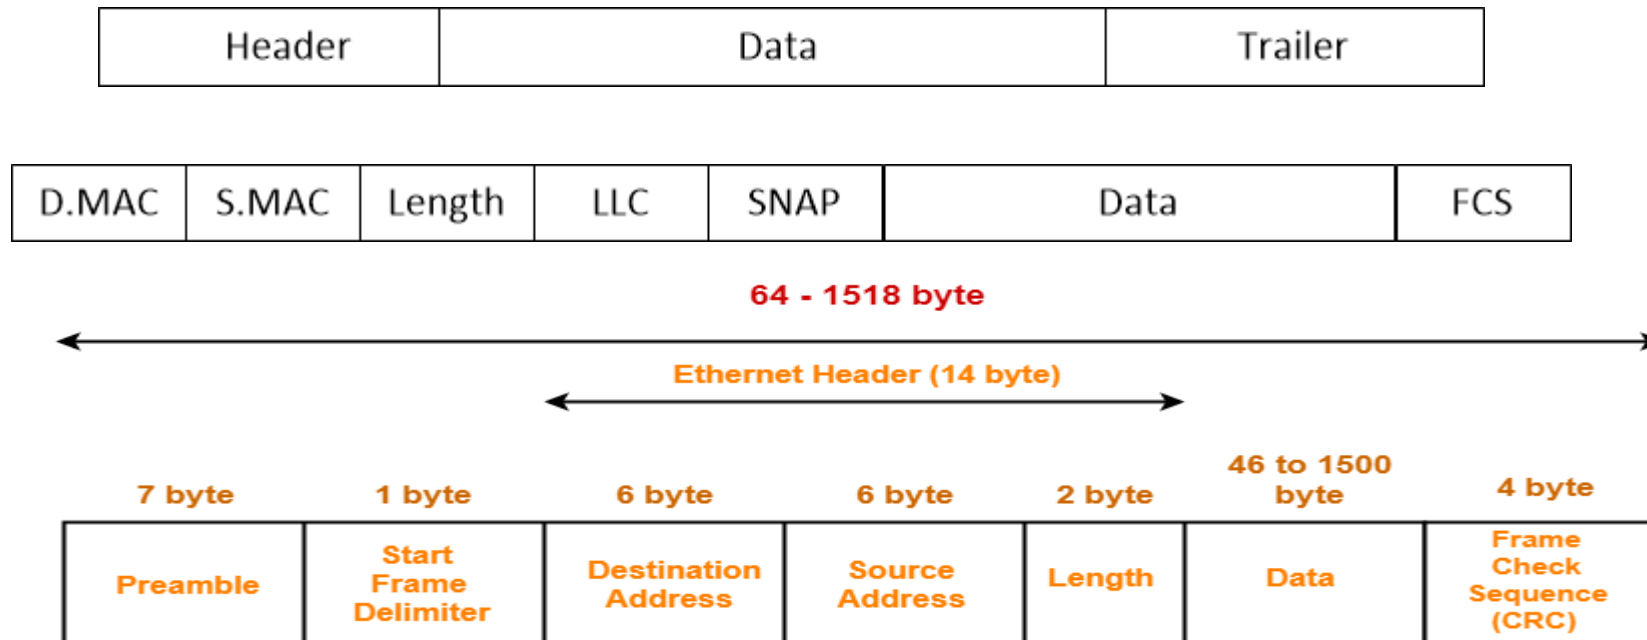 Header Data Trailer
D.MAC S.MAC Length LLC SNAP Data FCS
64 - 1518 byte
Ethernet Header (14 byte)
7 byte
1 byte
6 byte
6 byte
2 byte
46 to 1500
byte
4 byte
Preamble
Start
Frame
Delimiter
Destination
Address
Source
Address
Length
Data
Frame
Check
Sequence
(CRC)